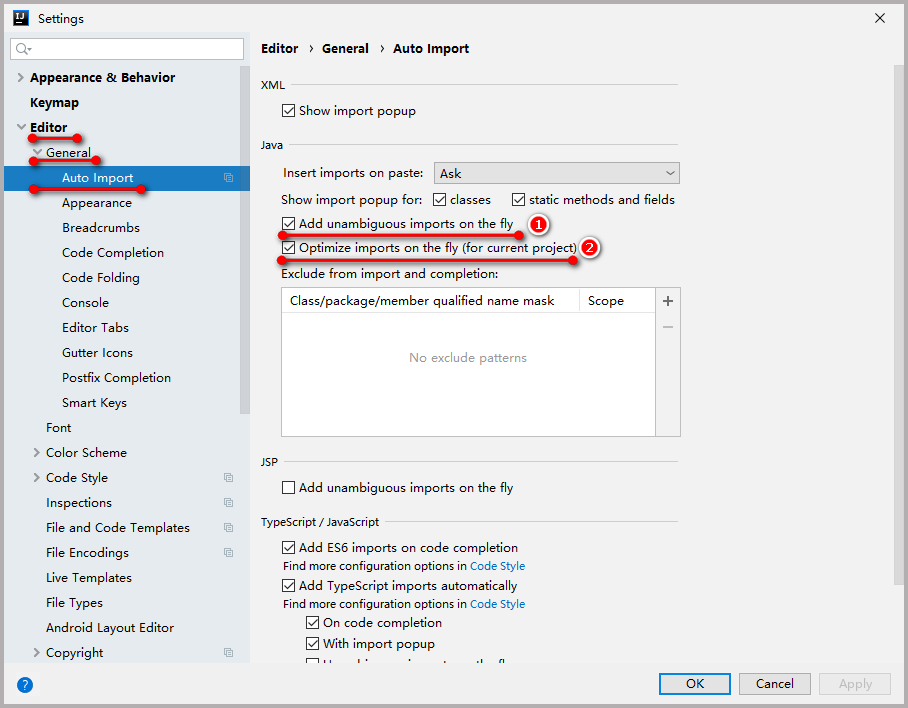 Settings
Appearance & Behavior
Keymap
Editor
General
Auto Import
Appearance
Breadcrumbs
Code Completion
Code Folding
Console
Editor Tabs
Gutter Icons
Postfix Completion
Smart Keys
Font
Color Scheme
Code Style
Inspections
File and Code Templates
File Encodings
Live Templates
File Types
Android Layout Editor
Copyright
Editor › General › Auto Import
XML
Show import popup
Java
Insert imports on paste: Ask
Show import popup for: classes static methods and fields
Add unambiguous imports on the fly 1
Optimize imports on the fly (for current project) 2
Exclude from import and completion:
Class/package/member qualified name mask Scope
No exclude patterns
JSP
Add unambiguous imports on the fly
TypeScript / JavaScript
Add ES6 imports on code completion
Find more configuration options in Code Style
Add TypeScript imports automatically
Find more configuration options in Code Style
On code completion
With import popup
? OK Cancel Apply